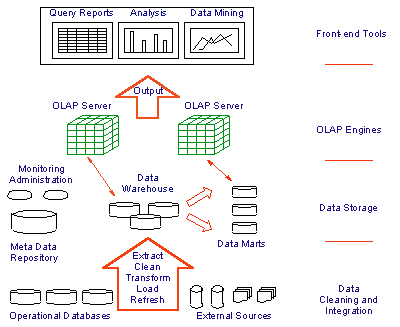 Query Reports
Analysis
Data Mining
Front-end Tools
Output
OLAP Server
OLAP Server
OLAP Engines
Monitoring
Administration
Data
Warehouse
Data Storage
Meta Data
Repository
Data Marts
Extract
Clean
Transform
Load
Refresh
Data
Cleaning and
Integration
Operational Databases
External Sources